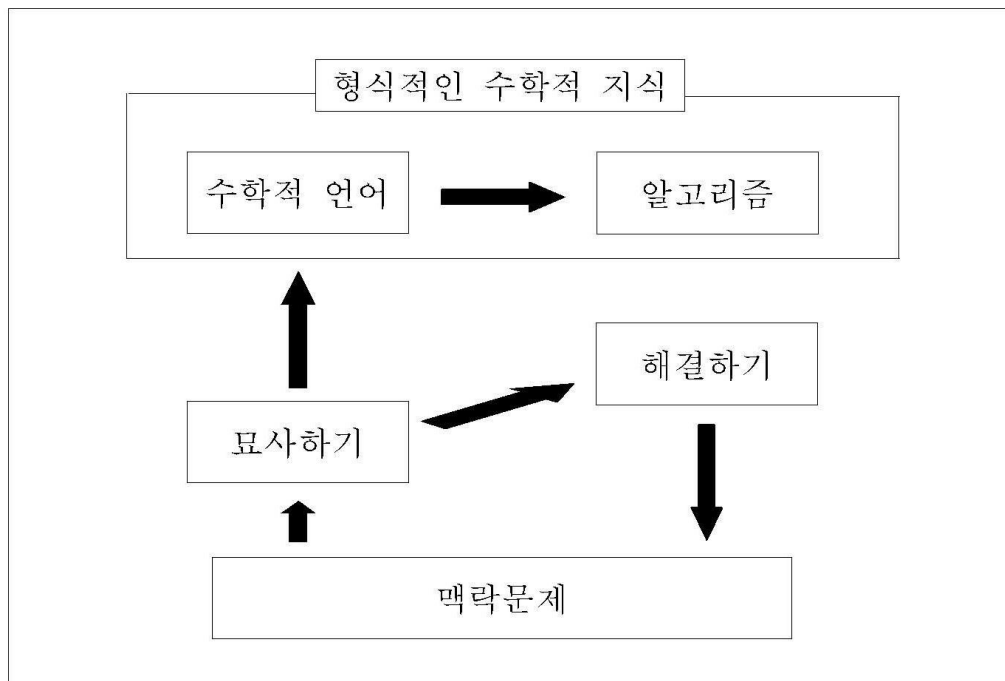 형식적인 수학적 지식
수학적 언어
알고리즘
해결하기
묘사하기
맥락문제